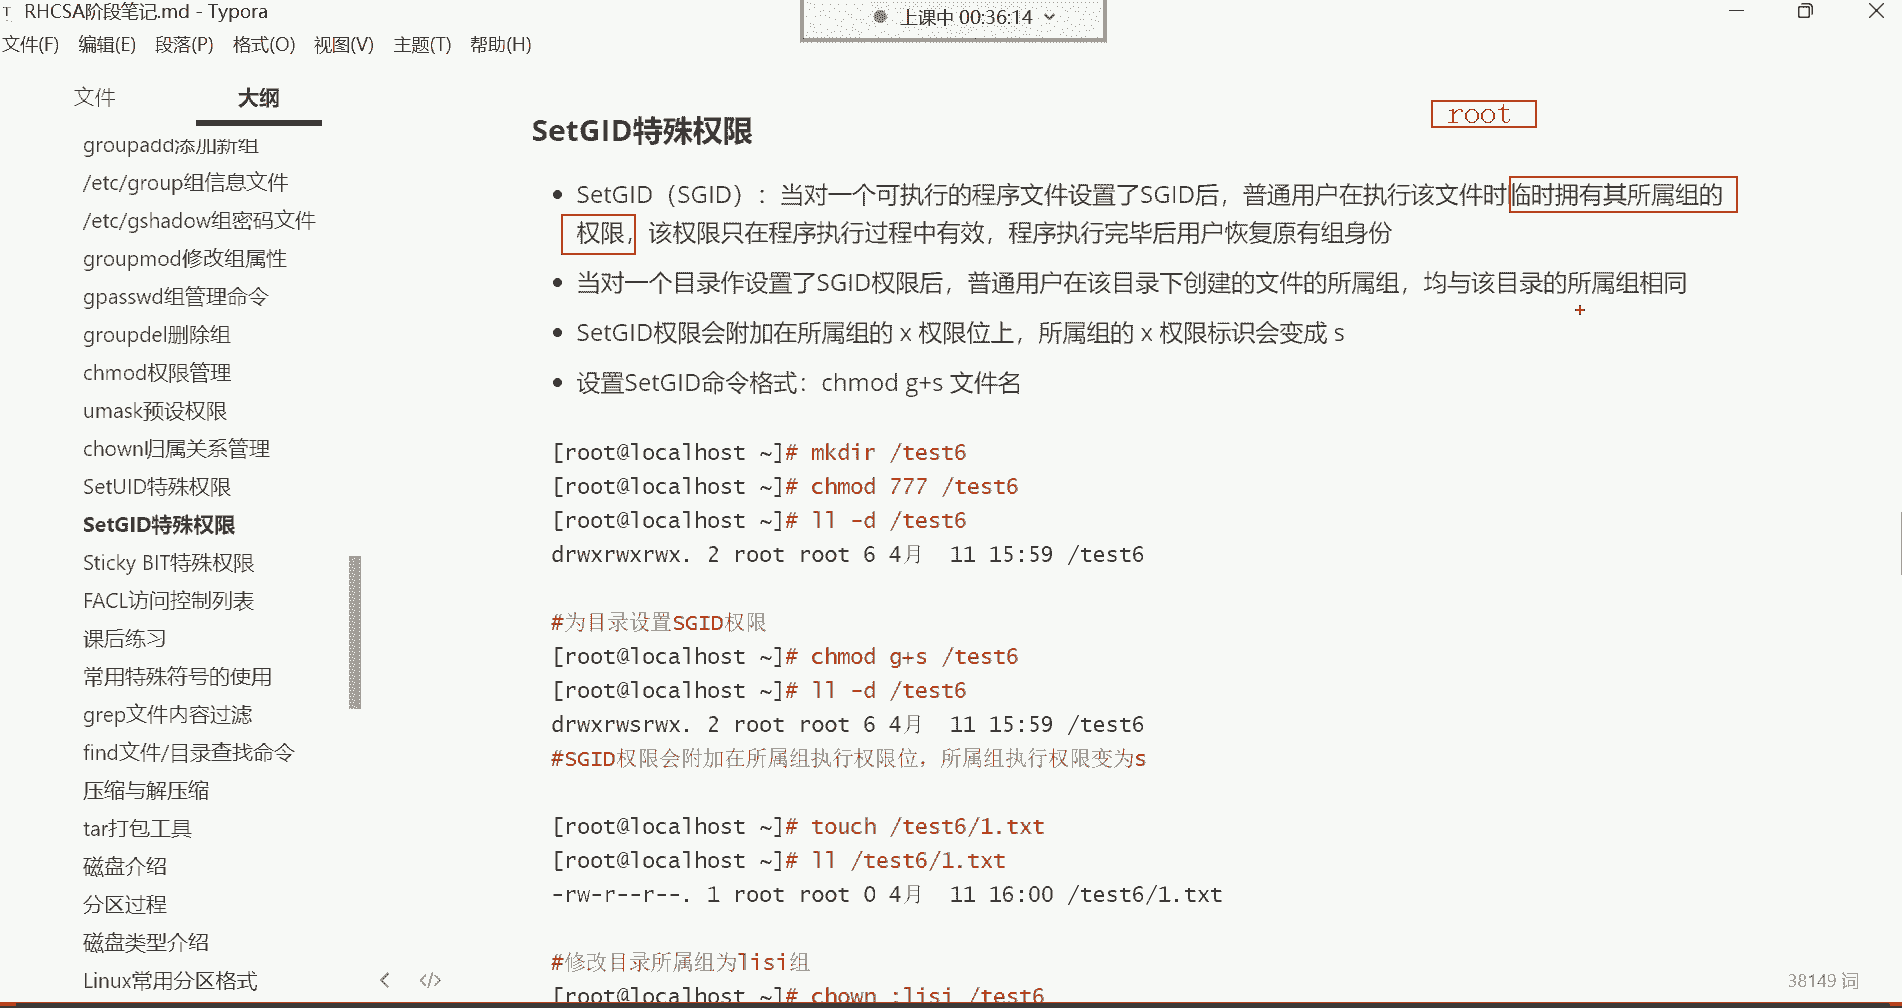 T RHCSA阶段笔记.md - Typora
上课中 00:36:14
文件(F) 编辑(E) 段落(P) 格式(O) 视图(V) 主题(T) 帮助(H)
文件 大纲
groupadd添加新组
/etc/group组信息文件
/etc/gshadow组密码文件
groupmod修改组属性
gpasswd组管理命令
groupdel删除组
chmod权限管理
umask预设权限
chown归属关系管理
SetUID特殊权限
SetGID特殊权限
Sticky BIT特殊权限
FACL访问控制列表
课后练习
常用特殊符号的使用
grep文件内容过滤
find文件/目录查找命令
压缩与解压缩
tar打包工具
磁盘介绍
分区过程
磁盘类型介绍
Linux常用分区格式
root
SetGID特殊权限
SetGID（SGID）：当对一个可执行的程序文件设置了SGID后，普通用户在执行该文件时临时拥有其所属组的
权限，该权限只在程序执行过程中有效，程序执行完毕后用户恢复原有组身份
当对一个目录作设置了SGID权限后，普通用户在该目录下创建的文件的所属组，均与该目录的所属组相同
SetGID权限会附加在所属组的 x 权限位上，所属组的 x 权限标识会变成 s
设置SetGID命令格式：chmod g+s 文件名
[root@localhost ~]# mkdir /test6
[root@localhost ~]# chmod 777 /test6
[root@localhost ~]# ll -d /test6
drwxrwxrwx. 2 root root 6 4月  11 15:59 /test6
#为目录设置SGID权限
[root@localhost ~]# chmod g+s /test6
[root@localhost ~]# ll -d /test6
drwxrwsrwx. 2 root root 6 4月  11 15:59 /test6
#SGID权限会附加在所属组执行权限位，所属组执行权限变为s
[root@localhost ~]# touch /test6/1.txt
[root@localhost ~]# ll /test6/1.txt
-rw-r--r--. 1 root root 0 4月  11 16:00 /test6/1.txt
#修改目录所属组为lisi组
[root@localhost ~]# chown :lisi /test6
38149 词